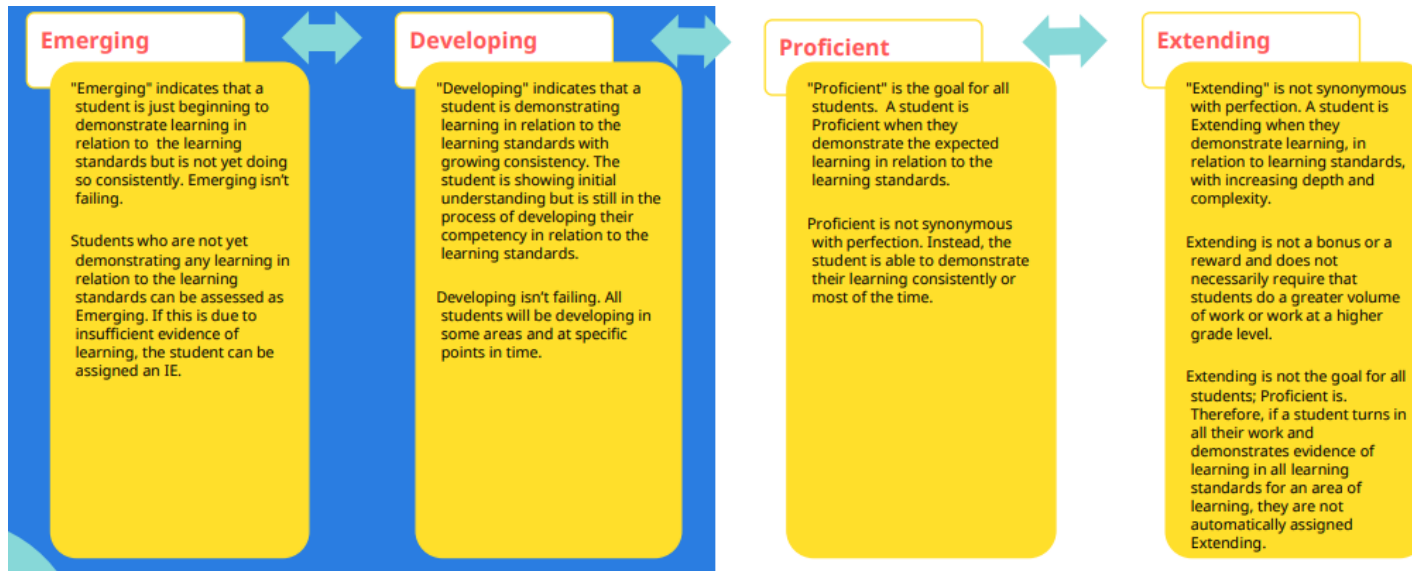 Emerging
"Emerging" indicates that a
student is just beginning to
demonstrate learning in
relation to the learning
standards but is not yet doing
so consistently. Emerging isn't
failing.
Students who are not yet
demonstrating any learning in
relation to the learning
standards can be assessed as
Emerging. If this is due to
insufficient evidence of
learning, the student can be
assigned an IE.
Developing
"Developing" indicates that a
student is demonstrating
learning in relation to the
learning standards with
growing consistency. The
student is showing initial
understanding but is still in the
process of developing their
competency in relation to the
learning standards.
Developing isn't failing. All
students will be developing in
some areas and at specific
points in time.
Proficient
"Proficient" is the goal for all
students. A student is
Proficient when they
demonstrate the expected
learning in relation to the
learning standards.
Proficient is not synonymous
with perfection. Instead, the
student is able to demonstrate
their learning consistently or
most of the time.
Extending
"Extending" is not synonymous
with perfection. A student is
Extending when they
demonstrate learning, in
relation to learning standards,
with increasing depth and
complexity.
Extending is not a bonus or a
reward and does not
necessarily require that
students do a greater volume
of work or work at a higher
grade level.
Extending is not the goal for all
students; Proficient is.
Therefore, if a student turns in
all their work and
demonstrates evidence of
learning in all learning
standards for an area of
learning, they are not
automatically assigned
Extending.